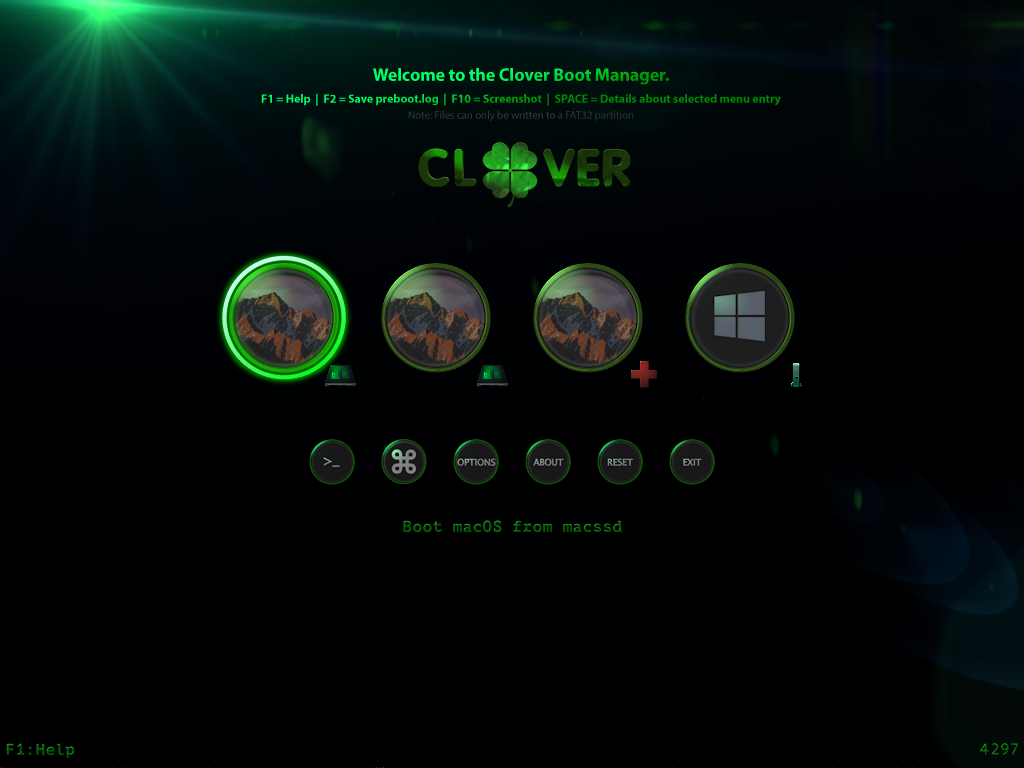 Welcome to the Clover Boot Manager.
F1 = Help | F2 = Save preboot.log | F10 = Screenshot | SPACE = Details about selected menu entry
Note: Files can only be written to a FAT32 partition
CLOVER
>_
OPTIONS
ABOUT
RESET
EXIT
Boot macOS from macssd
F1:Help
4297